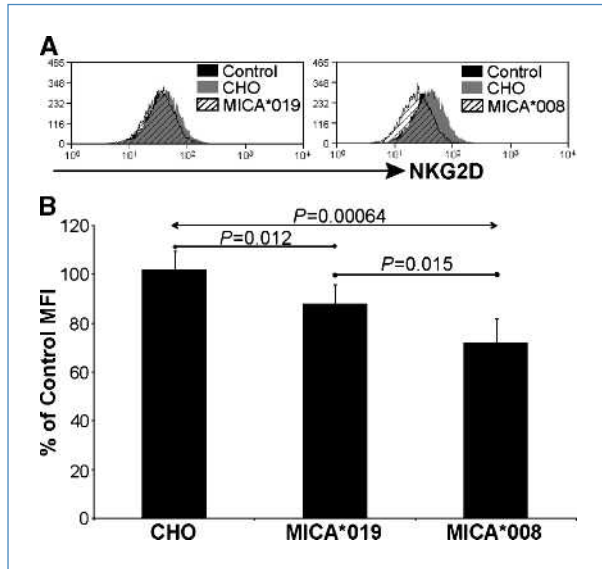 A
465
348
232
116
0
Control
CHO
MICA*019
10⁰ 10¹ 10² 10³ 10⁴
465
348
232
116
0
Control
CHO
MICA*008
10⁰ 10¹ 10² 10³ 10⁴
NKG2D
B
% of Control MFI
120
100
80
60
40
20
0
P=0.00064
P=0.012
P=0.015
CHO MICA*019 MICA*008